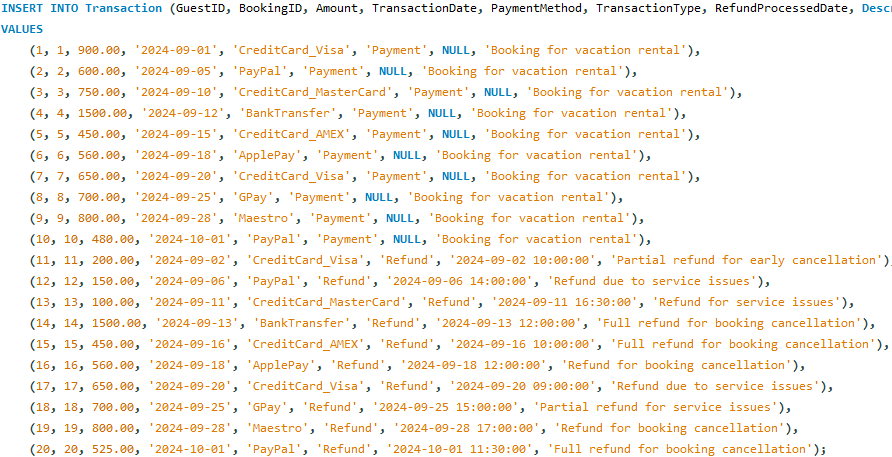 INSERT INTO Transaction (GuestID, BookingID, Amount, TransactionDate, PaymentMethod, TransactionType, RefundProcessedDate, Descr
VALUES
(1, 1, 900.00, '2024-09-01', 'CreditCard_Visa', 'Payment', NULL, 'Booking for vacation rental'),
(2, 2, 600.00, '2024-09-05', 'PayPal', 'Payment', NULL, 'Booking for vacation rental'),
(3, 3, 750.00, '2024-09-10', 'CreditCard_MasterCard', 'Payment', NULL, 'Booking for vacation rental'),
(4, 4, 1500.00, '2024-09-12', 'BankTransfer', 'Payment', NULL, 'Booking for vacation rental'),
(5, 5, 450.00, '2024-09-15', 'CreditCard_AMEX', 'Payment', NULL, 'Booking for vacation rental'),
(6, 6, 560.00, '2024-09-18', 'ApplePay', 'Payment', NULL, 'Booking for vacation rental'),
(7, 7, 650.00, '2024-09-20', 'CreditCard_Visa', 'Payment', NULL, 'Booking for vacation rental'),
(8, 8, 700.00, '2024-09-25', 'GPay', 'Payment', NULL, 'Booking for vacation rental'),
(9, 9, 800.00, '2024-09-28', 'Maestro', 'Payment', NULL, 'Booking for vacation rental'),
(10, 10, 480.00, '2024-10-01', 'PayPal', 'Payment', NULL, 'Booking for vacation rental'),
(11, 11, 200.00, '2024-09-02', 'CreditCard_Visa', 'Refund', '2024-09-02 10:00:00', 'Partial refund for early cancellation'),
(12, 12, 150.00, '2024-09-06', 'PayPal', 'Refund', '2024-09-06 14:00:00', 'Refund due to service issues'),
(13, 13, 100.00, '2024-09-11', 'CreditCard_MasterCard', 'Refund', '2024-09-11 16:30:00', 'Refund for service issues'),
(14, 14, 1500.00, '2024-09-13', 'BankTransfer', 'Refund', '2024-09-13 12:00:00', 'Full refund for booking cancellation'),
(15, 15, 450.00, '2024-09-16', 'CreditCard_AMEX', 'Refund', '2024-09-16 10:00:00', 'Full refund for booking cancellation'),
(16, 16, 560.00, '2024-09-18', 'ApplePay', 'Refund', '2024-09-18 12:00:00', 'Refund for booking cancellation'),
(17, 17, 650.00, '2024-09-20', 'CreditCard_Visa', 'Refund', '2024-09-20 09:00:00', 'Refund due to service issues'),
(18, 18, 700.00, '2024-09-25', 'GPay', 'Refund', '2024-09-25 15:00:00', 'Partial refund for service issues'),
(19, 19, 800.00, '2024-09-28', 'Maestro', 'Refund', '2024-09-28 17:00:00', 'Refund for booking cancellation'),
(20, 20, 525.00, '2024-10-01', 'PayPal', 'Refund', '2024-10-01 11:30:00', 'Full refund for booking cancellation');